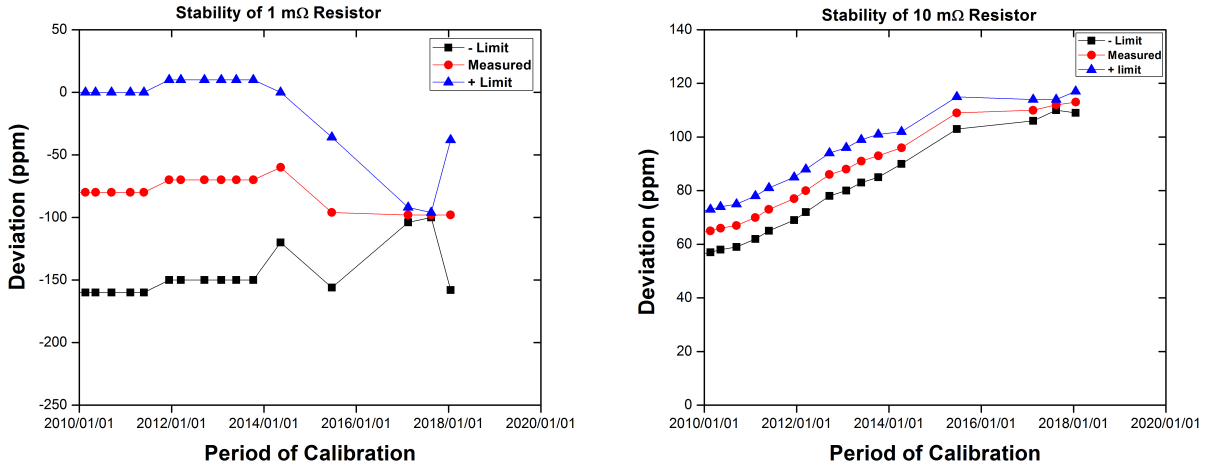 Stability of 1 mΩ Resistor
- Limit
Measured
+ Limit
50
0
-50
-100
-150
-200
-250
Deviation (ppm)
2010/01/01 2012/01/01 2014/01/01 2016/01/01 2018/01/01 2020/01/01
Period of Calibration
Stability of 10 mΩ Resistor
- Limit
Measured
+ limit
140
120
100
80
60
40
20
0
Deviation (ppm)
2010/01/01 2012/01/01 2014/01/01 2016/01/01 2018/01/01 2020/01/01
Period of Calibration